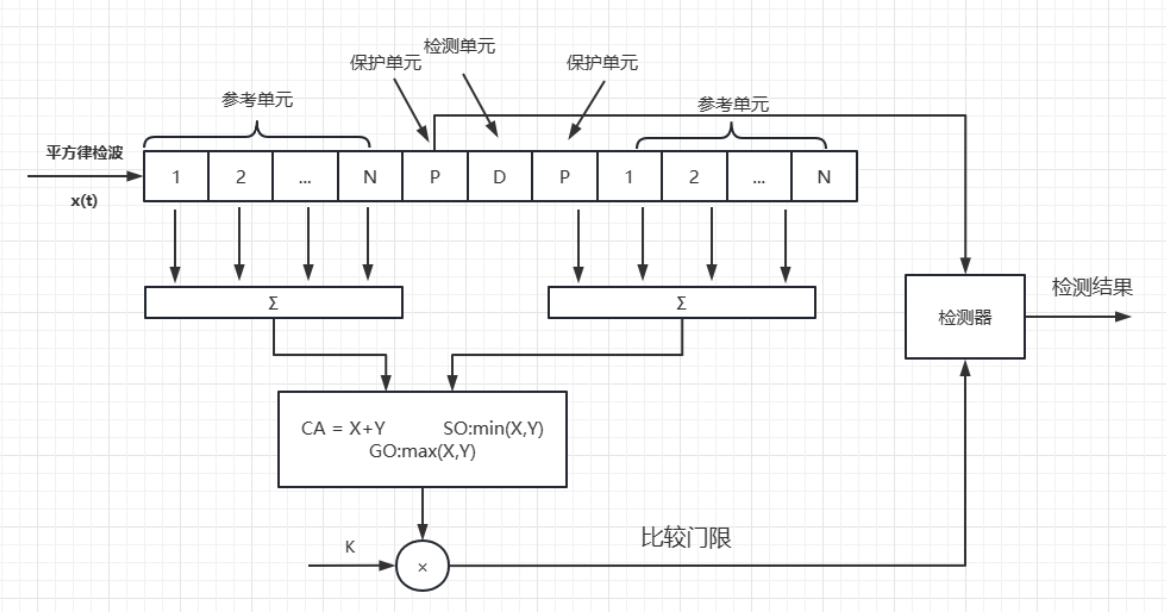 检测单元
保护单元
保护单元
参考单元
参考单元
平方律检波
x(t)
1 2 ... N P D P 1 2 ... N
Σ
Σ
检测结果
检测器
CA = X+Y SO:min(X,Y)
GO:max(X,Y)
比较门限
K
×